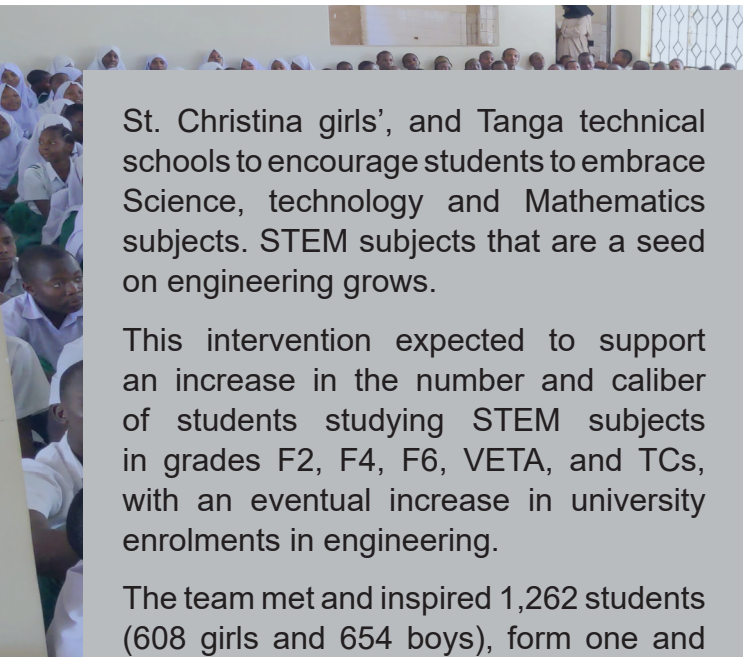 St. Christina girls’, and Tanga technical
schools to encourage students to embrace
Science, technology and Mathematics
subjects. STEM subjects that are a seed
on engineering grows.
This intervention expected to support
an increase in the number and caliber
of students studying STEM subjects
in grades F2, F4, F6, VETA, and TCs,
with an eventual increase in university
enrolments in engineering.
The team met and inspired 1,262 students
(608 girls and 654 boys), form one and